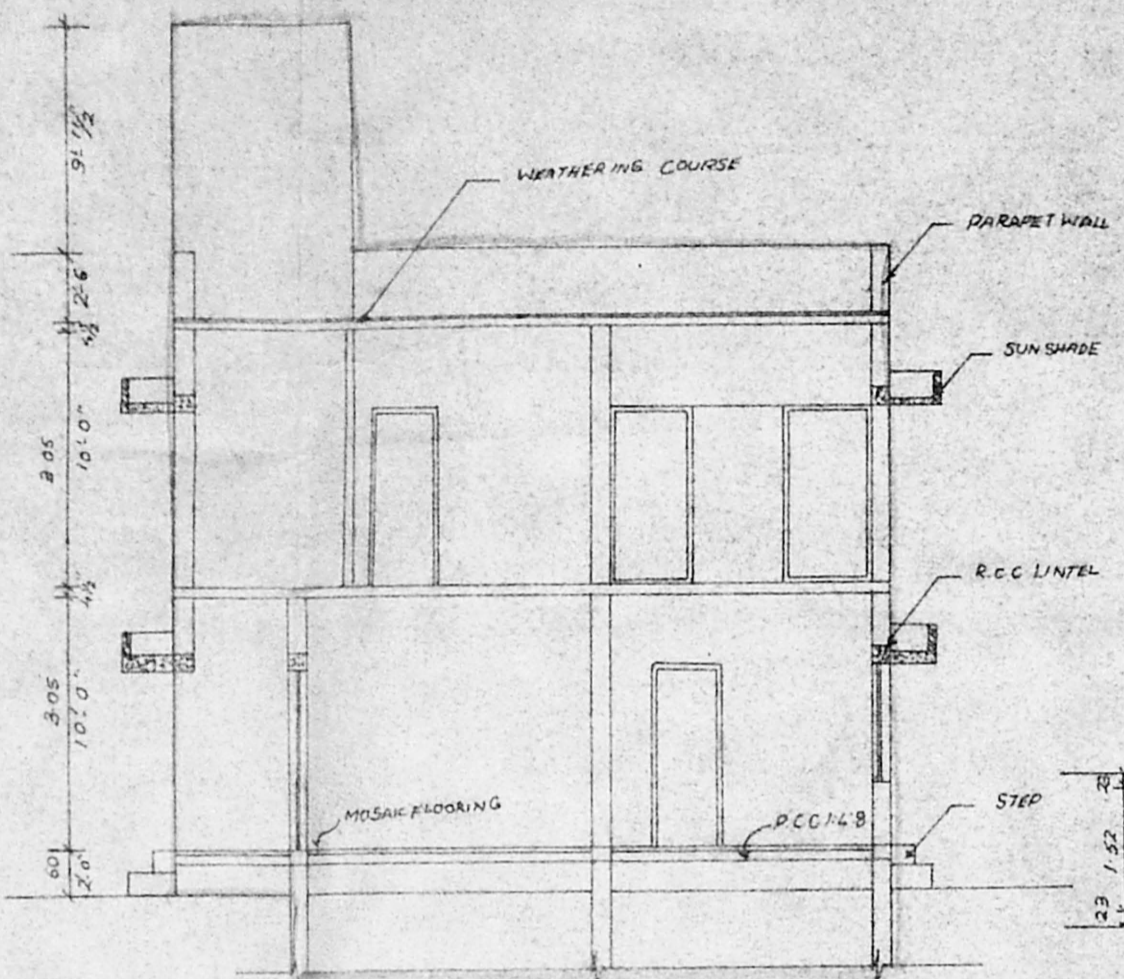 9'-1½"
WEATHERING COURSE
PARAPET WALL
2'-6
4½
SUN SHADE
3.05
10'-0"
R.C.C LINTEL
4½"
3.05
10'-0"
MOSAIC FLOORING
P.C.C 1:4:8
STEP
60
2'.0"
23
1.52
23